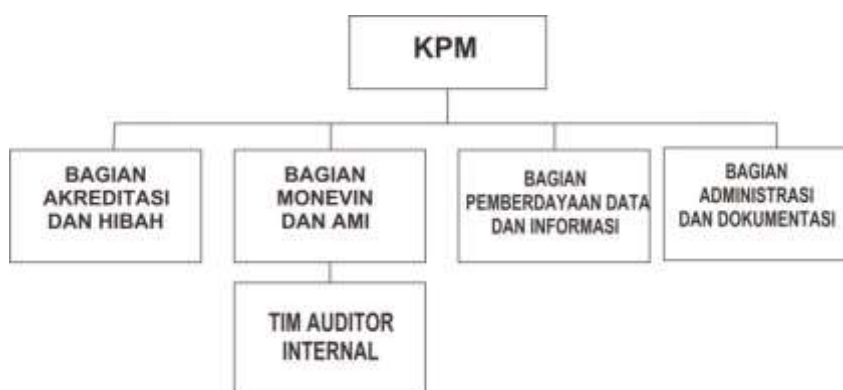 KPM
BAGIAN
AKREDITASI
DAN HIBAH
BAGIAN
MONEVIN
DAN AMI
BAGIAN
PEMBERDAYAAN DATA
DAN INFORMASI
BAGIAN
ADMINISTRASI
DAN DOKUMENTASI
TIM AUDITOR
INTERNAL